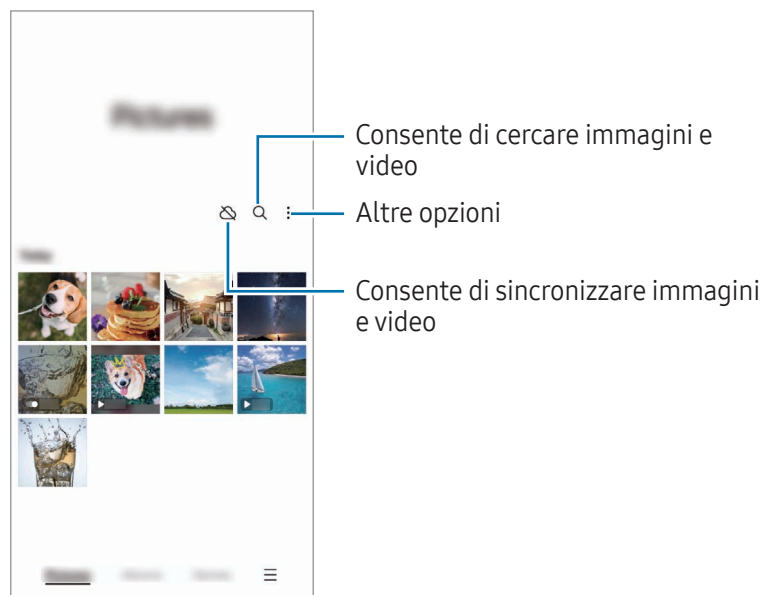 Consente di cercare immagini e
video
Altre opzioni
Consente di sincronizzare immagini
e video